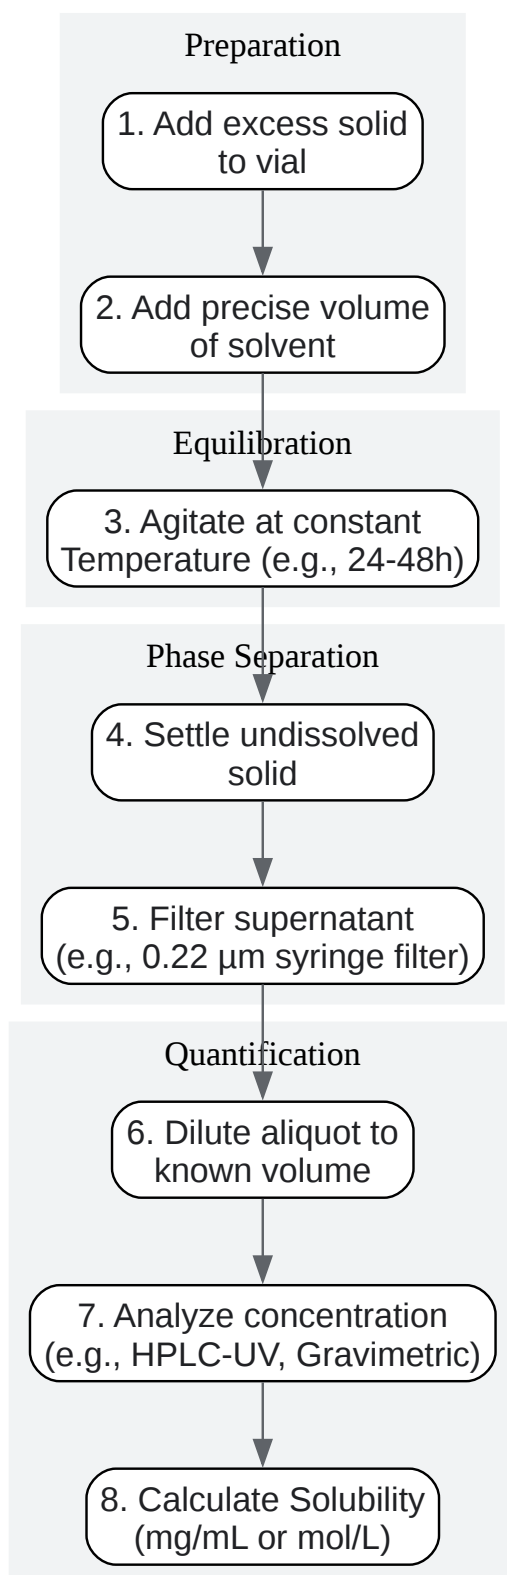 Preparation
1. Add excess solid
to vial
2. Add precise volume
of solvent
Equilibration
3. Agitate at constant
Temperature (e.g., 24-48h)
Phase Separation
4. Settle undissolved
solid
5. Filter supernatant
(e.g., 0.22 µm syringe filter)
Quantification
6. Dilute aliquot to
known volume
7. Analyze concentration
(e.g., HPLC-UV, Gravimetric)
8. Calculate Solubility
(mg/mL or mol/L)